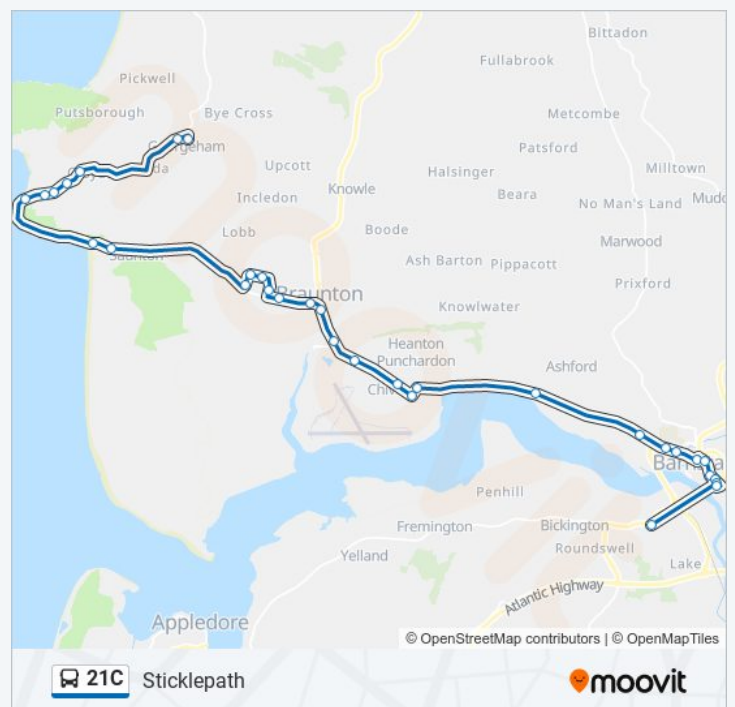 Bittadon
Fullabrook
Pickwell
Metcombe
Putsborough
Bye Cross
Patsford
Upcott
Halsinger
Milltown
Knowle
Beara
Incledon
No Man's Land
Lobb
Boode
Marwood
Ash Barton
Pippacott
Prixford
Braunton
Knowlwater
Heanton
Punchardon
Ashford
Penhill
Fremington
Bickington
Roundswell
Yelland
Lake
Atlantic Highway
Appledore
© OpenStreetMap contributors | © OpenMapTiles
21C
Sticklepath
moovit